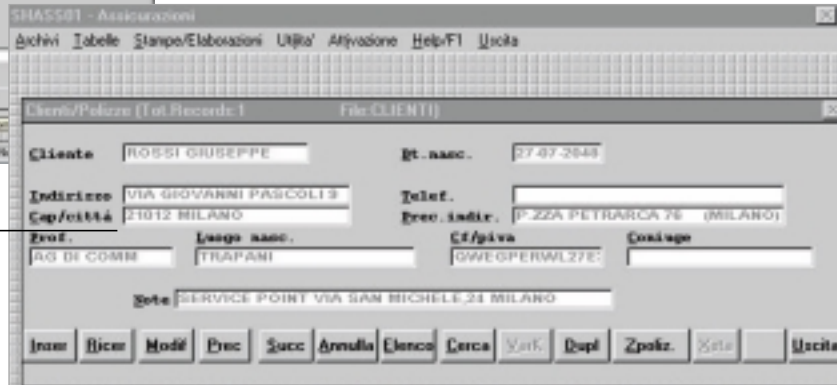 SHASS01 - Assicurazioni
Archivi Tabelle Stampe/Elaborazioni Utilita' Attivazione Help/F1 Uscita
Clienti/Polizze (Tot.Records:1 File:CLIENTI)
Cliente ROSSI GIUSEPPE Dt.nasc. 27-07-2048
Indirizzo VIA GIOVANNI PASCOLI 9 Telef.
Cap/città 21012 MILANO Prec.indir. P.ZZA PETRARCA 76 (MILANO)
Prof. Luogo nasc. Cf/piva Coniuge
AG DI COMM TRAPANI
Note SERVICE POINT VIA SAN MICHELE,24 MILANO
Inser Ricer Modif Prec Succ Annulla Elenco Cerca Dupl Zpoliz. Uscita